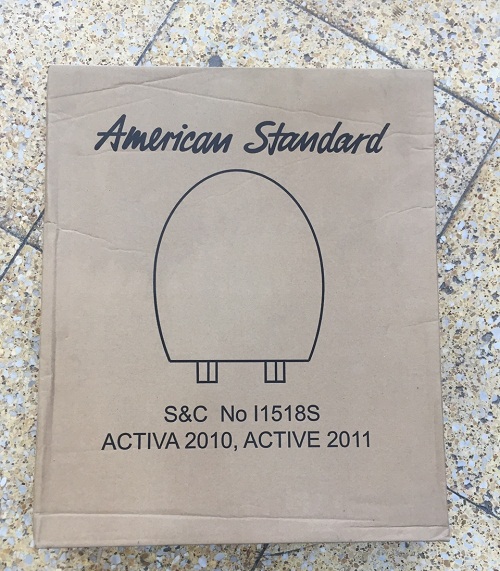 American Standard
S&C No I1518S
ACTIVA 2010, ACTIVE 2011